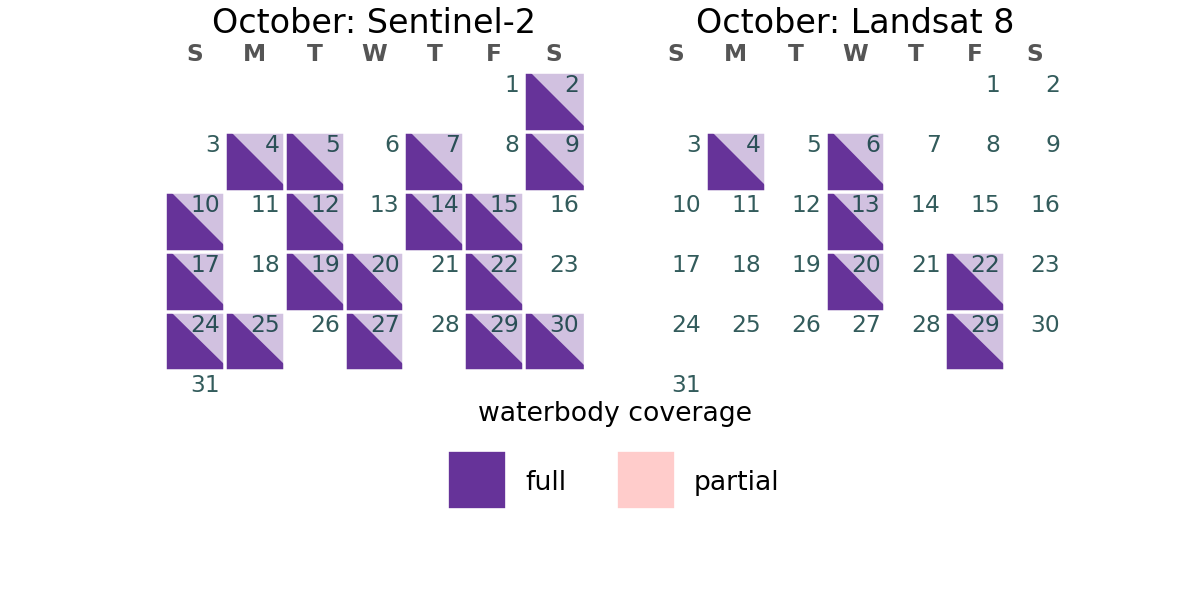 October: Sentinel-2
S M T W T F S
1 2
3 4 5 6 7 8 9
10 11 12 13 14 15 16
17 18 19 20 21 22 23
24 25 26 27 28 29 30
31
October: Landsat 8
S M T W T F S
1 2
3 4 5 6 7 8 9
10 11 12 13 14 15 16
17 18 19 20 21 22 23
24 25 26 27 28 29 30
31
waterbody coverage
full
partial